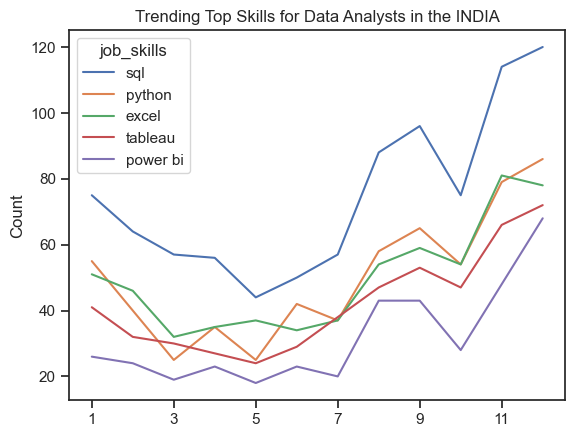 Trending Top Skills for Data Analysts in the INDIA
job_skills
sql
python
excel
tableau
power bi
Count
120
100
80
60
40
20
1 3 5 7 9 11